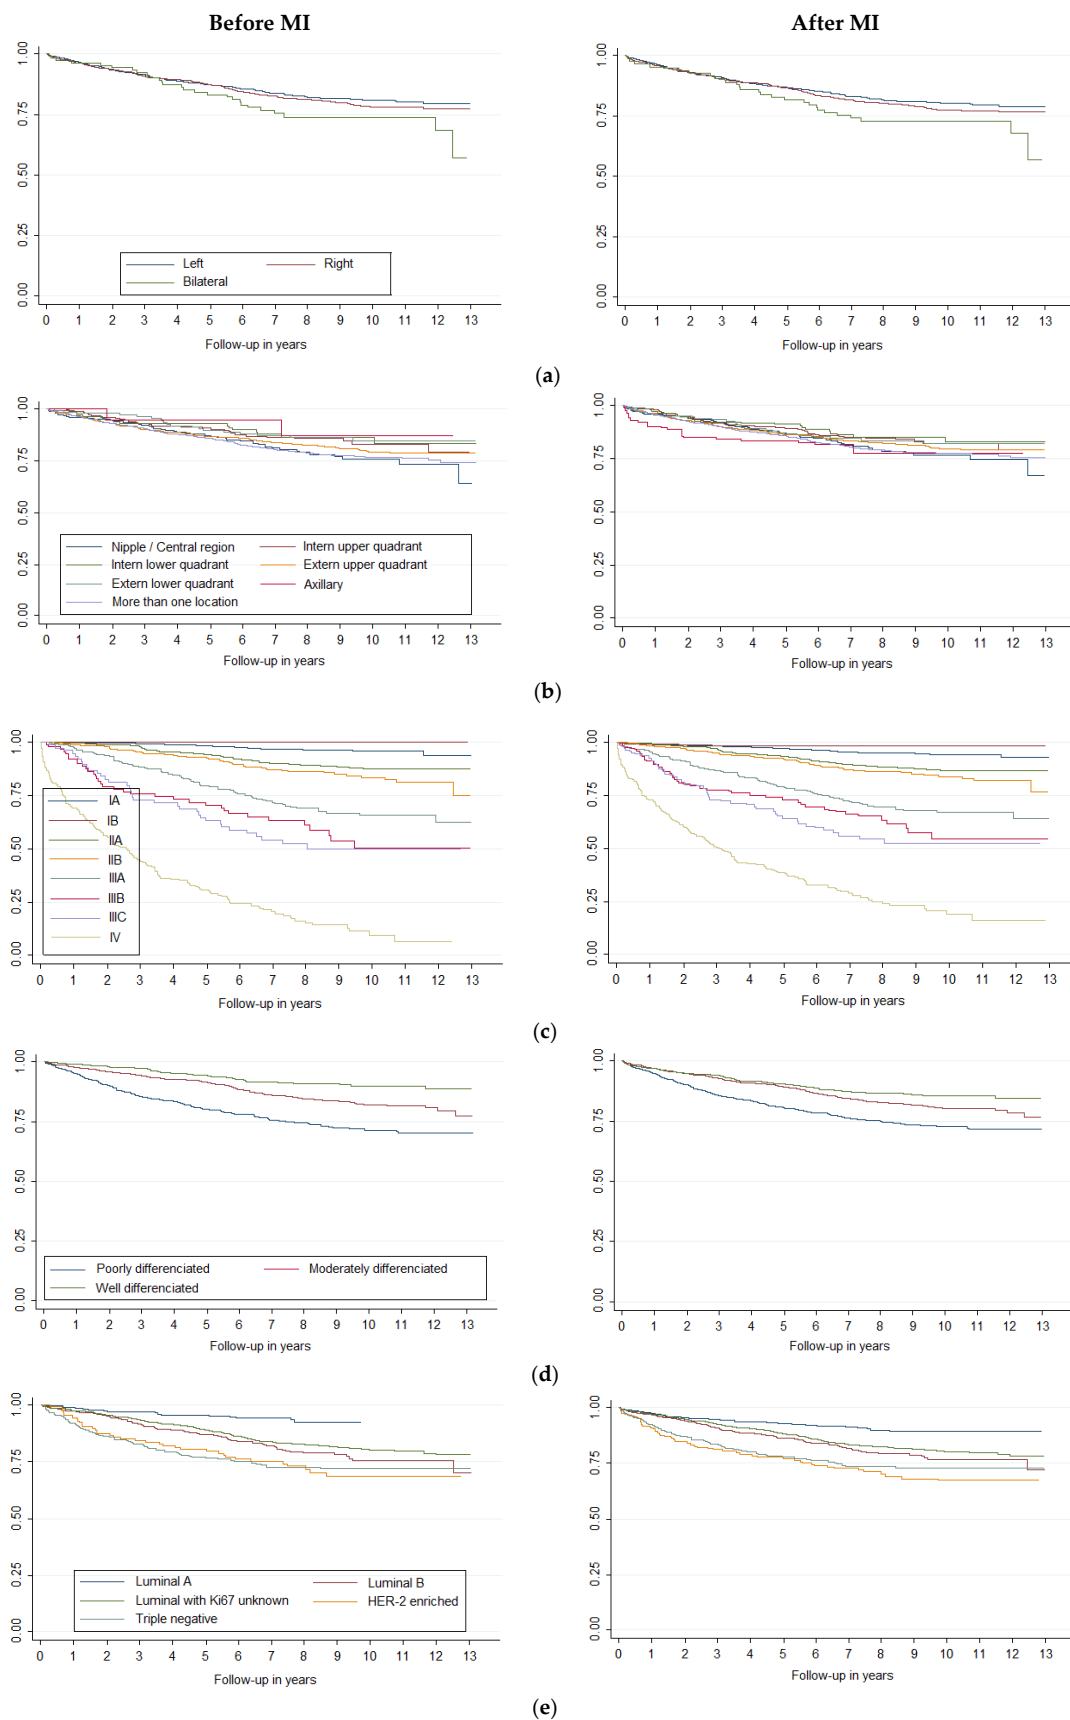 Before MI After MI
1.00 1.00
0.75 0.75
0.50 0.50
0.25 0.25
0.00 0.00
Left Right
Bilateral
0 1 2 3 4 5 6 7 8 9 10 11 12 13 0 1 2 3 4 5 6 7 8 9 10 11 12 13
Follow-up in years Follow-up in years
(a)
1.00 1.00
0.75 0.75
0.50 0.50
0.25 0.25
0.00 0.00
Nipple / Central region Intern upper quadrant
Intern lower quadrant Extern upper quadrant
Extern lower quadrant Axillary
More than one location
0 1 2 3 4 5 6 7 8 9 10 11 12 13 0 1 2 3 4 5 6 7 8 9 10 11 12 13
Follow-up in years Follow-up in years
(b)
1.00 1.00
0.75 0.75
0.50 0.50
0.25 0.25
0.00 0.00
IA
IB
IIA
IIB
IIIA
IIIB
IIIC
IV
0 1 2 3 4 5 6 7 8 9 10 11 12 13 0 1 2 3 4 5 6 7 8 9 10 11 12 13
Follow-up in years Follow-up in years
(c)
1.00 1.00
0.75 0.75
0.50 0.50
0.25 0.25
0.00 0.00
Poorly differenciated Moderately differenciated
Well differenciated
0 1 2 3 4 5 6 7 8 9 10 11 12 13 0 1 2 3 4 5 6 7 8 9 10 11 12 13
Follow-up in years Follow-up in years
(d)
1.00 1.00
0.75 0.75
0.50 0.50
0.25 0.25
0.00 0.00
Luminal A Luminal B
Luminal with Ki67 unknown HER-2 enriched
Triple negative
0 1 2 3 4 5 6 7 8 9 10 11 12 13 0 1 2 3 4 5 6 7 8 9 10 11 12 13
Follow-up in years Follow-up in years
(e)